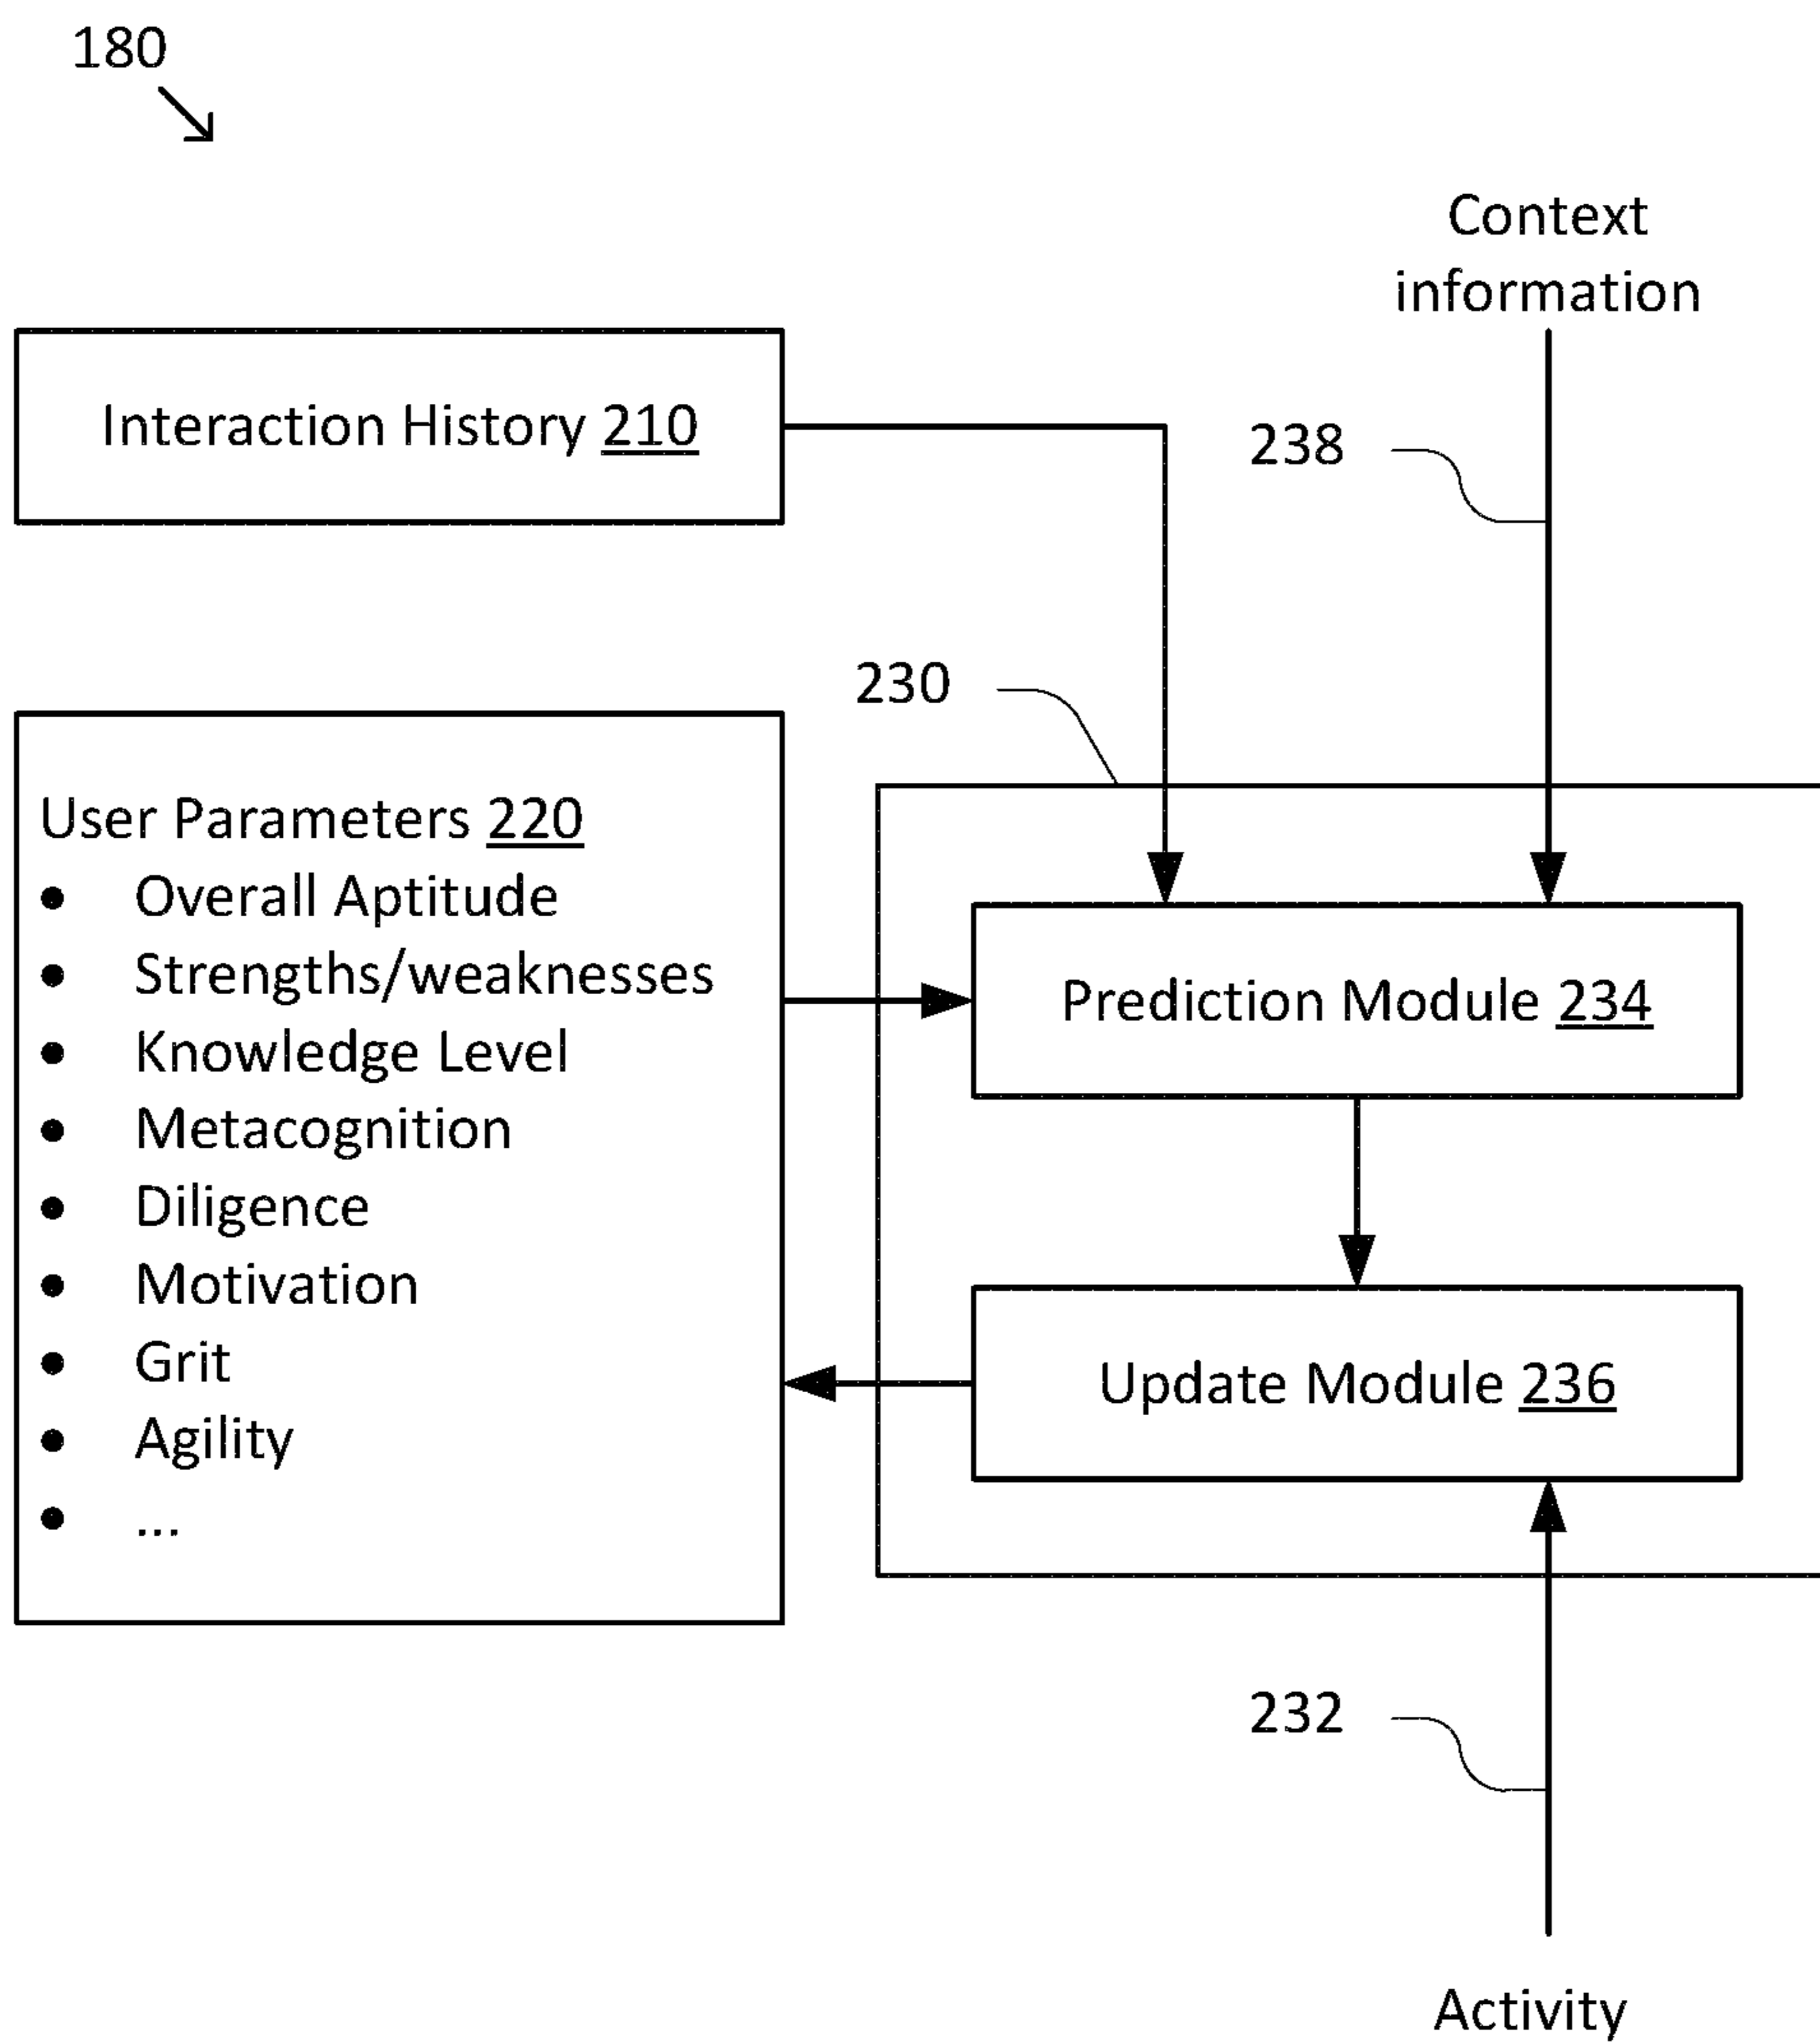 180
Context
information
Interaction History 210
238
230
User Parameters 220
• Overall Aptitude
• Strengths/weaknesses
• Knowledge Level
• Metacognition
• Diligence
• Motivation
• Grit
• Agility
• ...
Prediction Module 234
Update Module 236
232
Activity